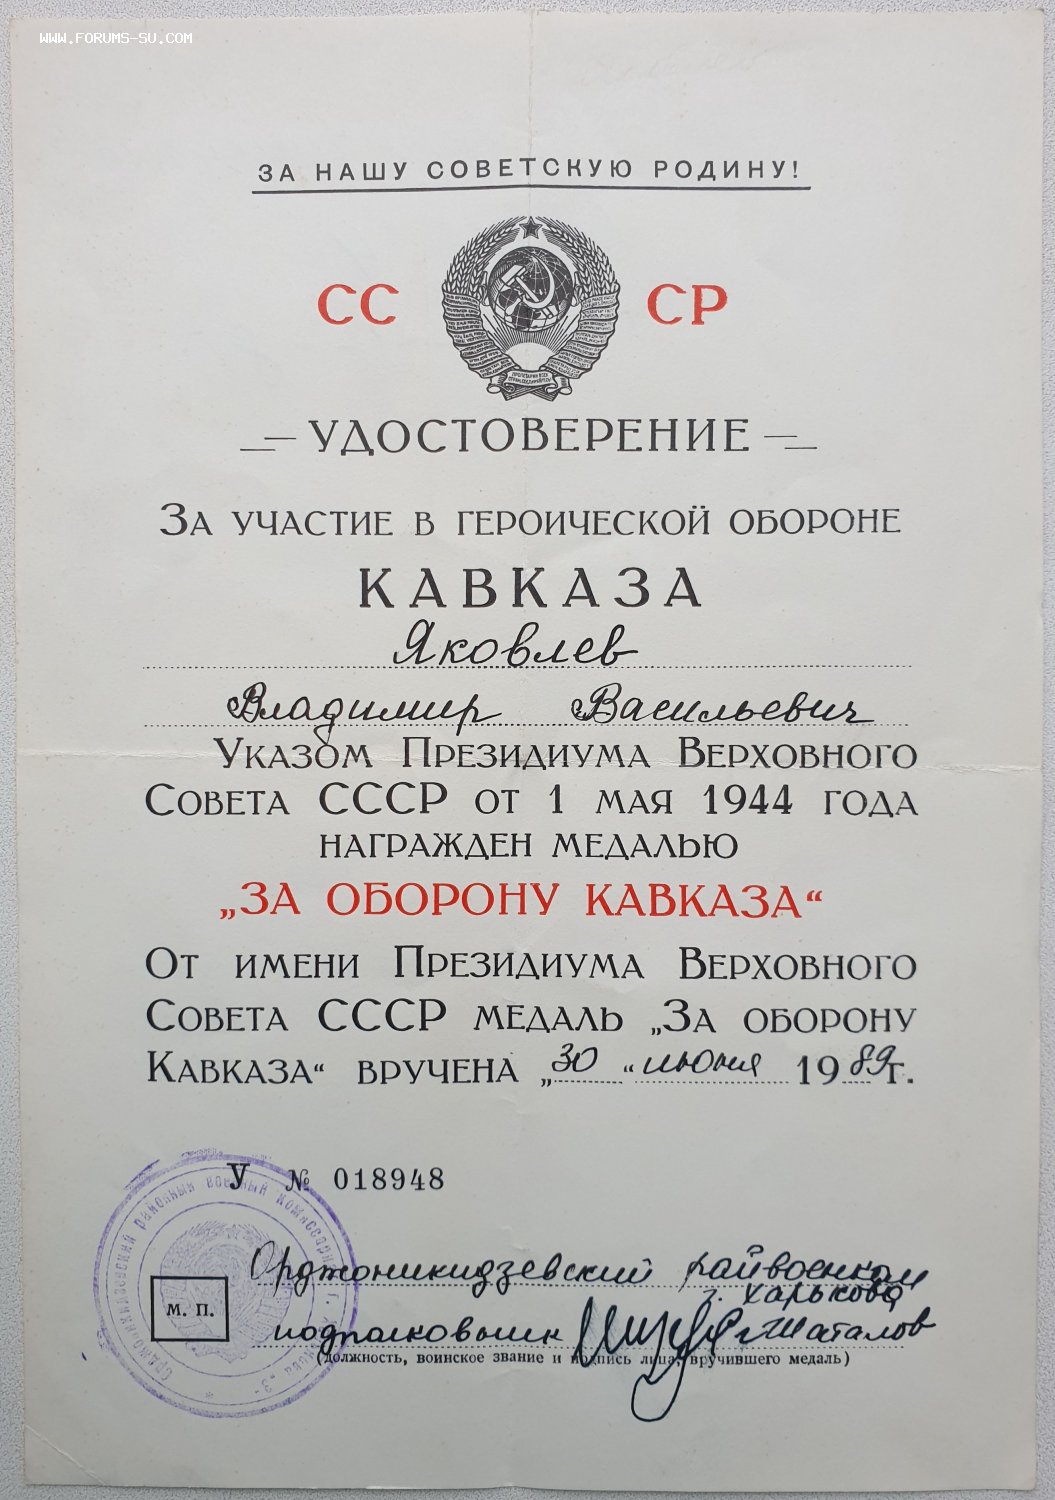 WWW.FORUMS-SU.COM
ЗА НАШУ СОВЕТСКУЮ РОДИНУ!
СС СР
УДОСТОВЕРЕНИЕ
ЗА УЧАСТИЕ В ГЕРОИЧЕСКОЙ ОБОРОНЕ
КАВКАЗА
Яковлев
Владимир Васильевич
УКАЗОМ ПРЕЗИДИУМА ВЕРХОВНОГО
СОВЕТА СССР ОТ 1 МАЯ 1944 ГОДА
НАГРАЖДЕН МЕДАЛЬЮ
„ЗА ОБОРОНУ КАВКАЗА“
ОТ ИМЕНИ ПРЕЗИДИУМА ВЕРХОВНОГО
СОВЕТА СССР МЕДАЛЬ „ЗА ОБОРОНУ
КАВКАЗА“ ВРУЧЕНА „30“ июня 1989г.
У № 018948
Орджоникидзевский райвоенком
г. Харькова
М. П.
подполковник Шаталов
(должность, воинское звание и подпись лица, вручившего медаль)